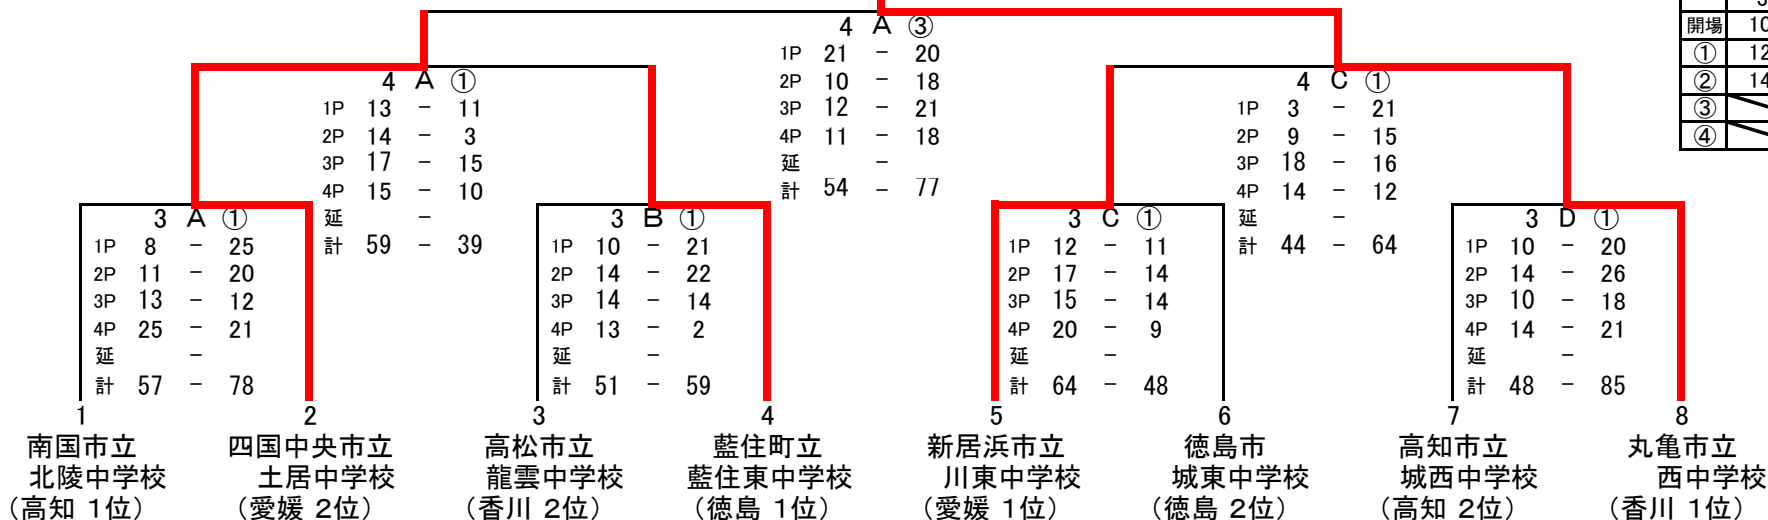 4 A ③
1P 21 - 20
2P 10 - 18
3P 12 - 21
4P 11 - 18
延 -
計 54 - 77
4 A ①
1P 13 - 11
2P 14 - 3
3P 17 - 15
4P 15 - 10
延 -
計 59 - 39
4 C ①
1P 3 - 21
2P 9 - 15
3P 18 - 16
4P 14 - 12
延 -
計 44 - 64
開場 10
① 12
② 14
③
④
3 A ①
1P 8 - 25
2P 11 - 20
3P 13 - 12
4P 25 - 21
延 -
計 57 - 78
3 B ①
1P 10 - 21
2P 14 - 22
3P 14 - 14
4P 13 - 2
延 -
計 51 - 59
3 C ①
1P 12 - 11
2P 17 - 14
3P 15 - 14
4P 20 - 9
延 -
計 64 - 48
3 D ①
1P 10 - 20
2P 14 - 26
3P 10 - 18
4P 14 - 21
延 -
計 48 - 85
1
南国市立
北陵中学校
（高知 1位）
2
四国中央市立
土居中学校
（愛媛 2位）
3
高松市立
龍雲中学校
（香川 2位）
4
藍住町立
藍住東中学校
（徳島 1位）
5
新居浜市立
川東中学校
（愛媛 1位）
6
徳島市
城東中学校
（徳島 2位）
7
高知市立
城西中学校
（高知 2位）
8
丸亀市立
西中学校
（香川 1位）